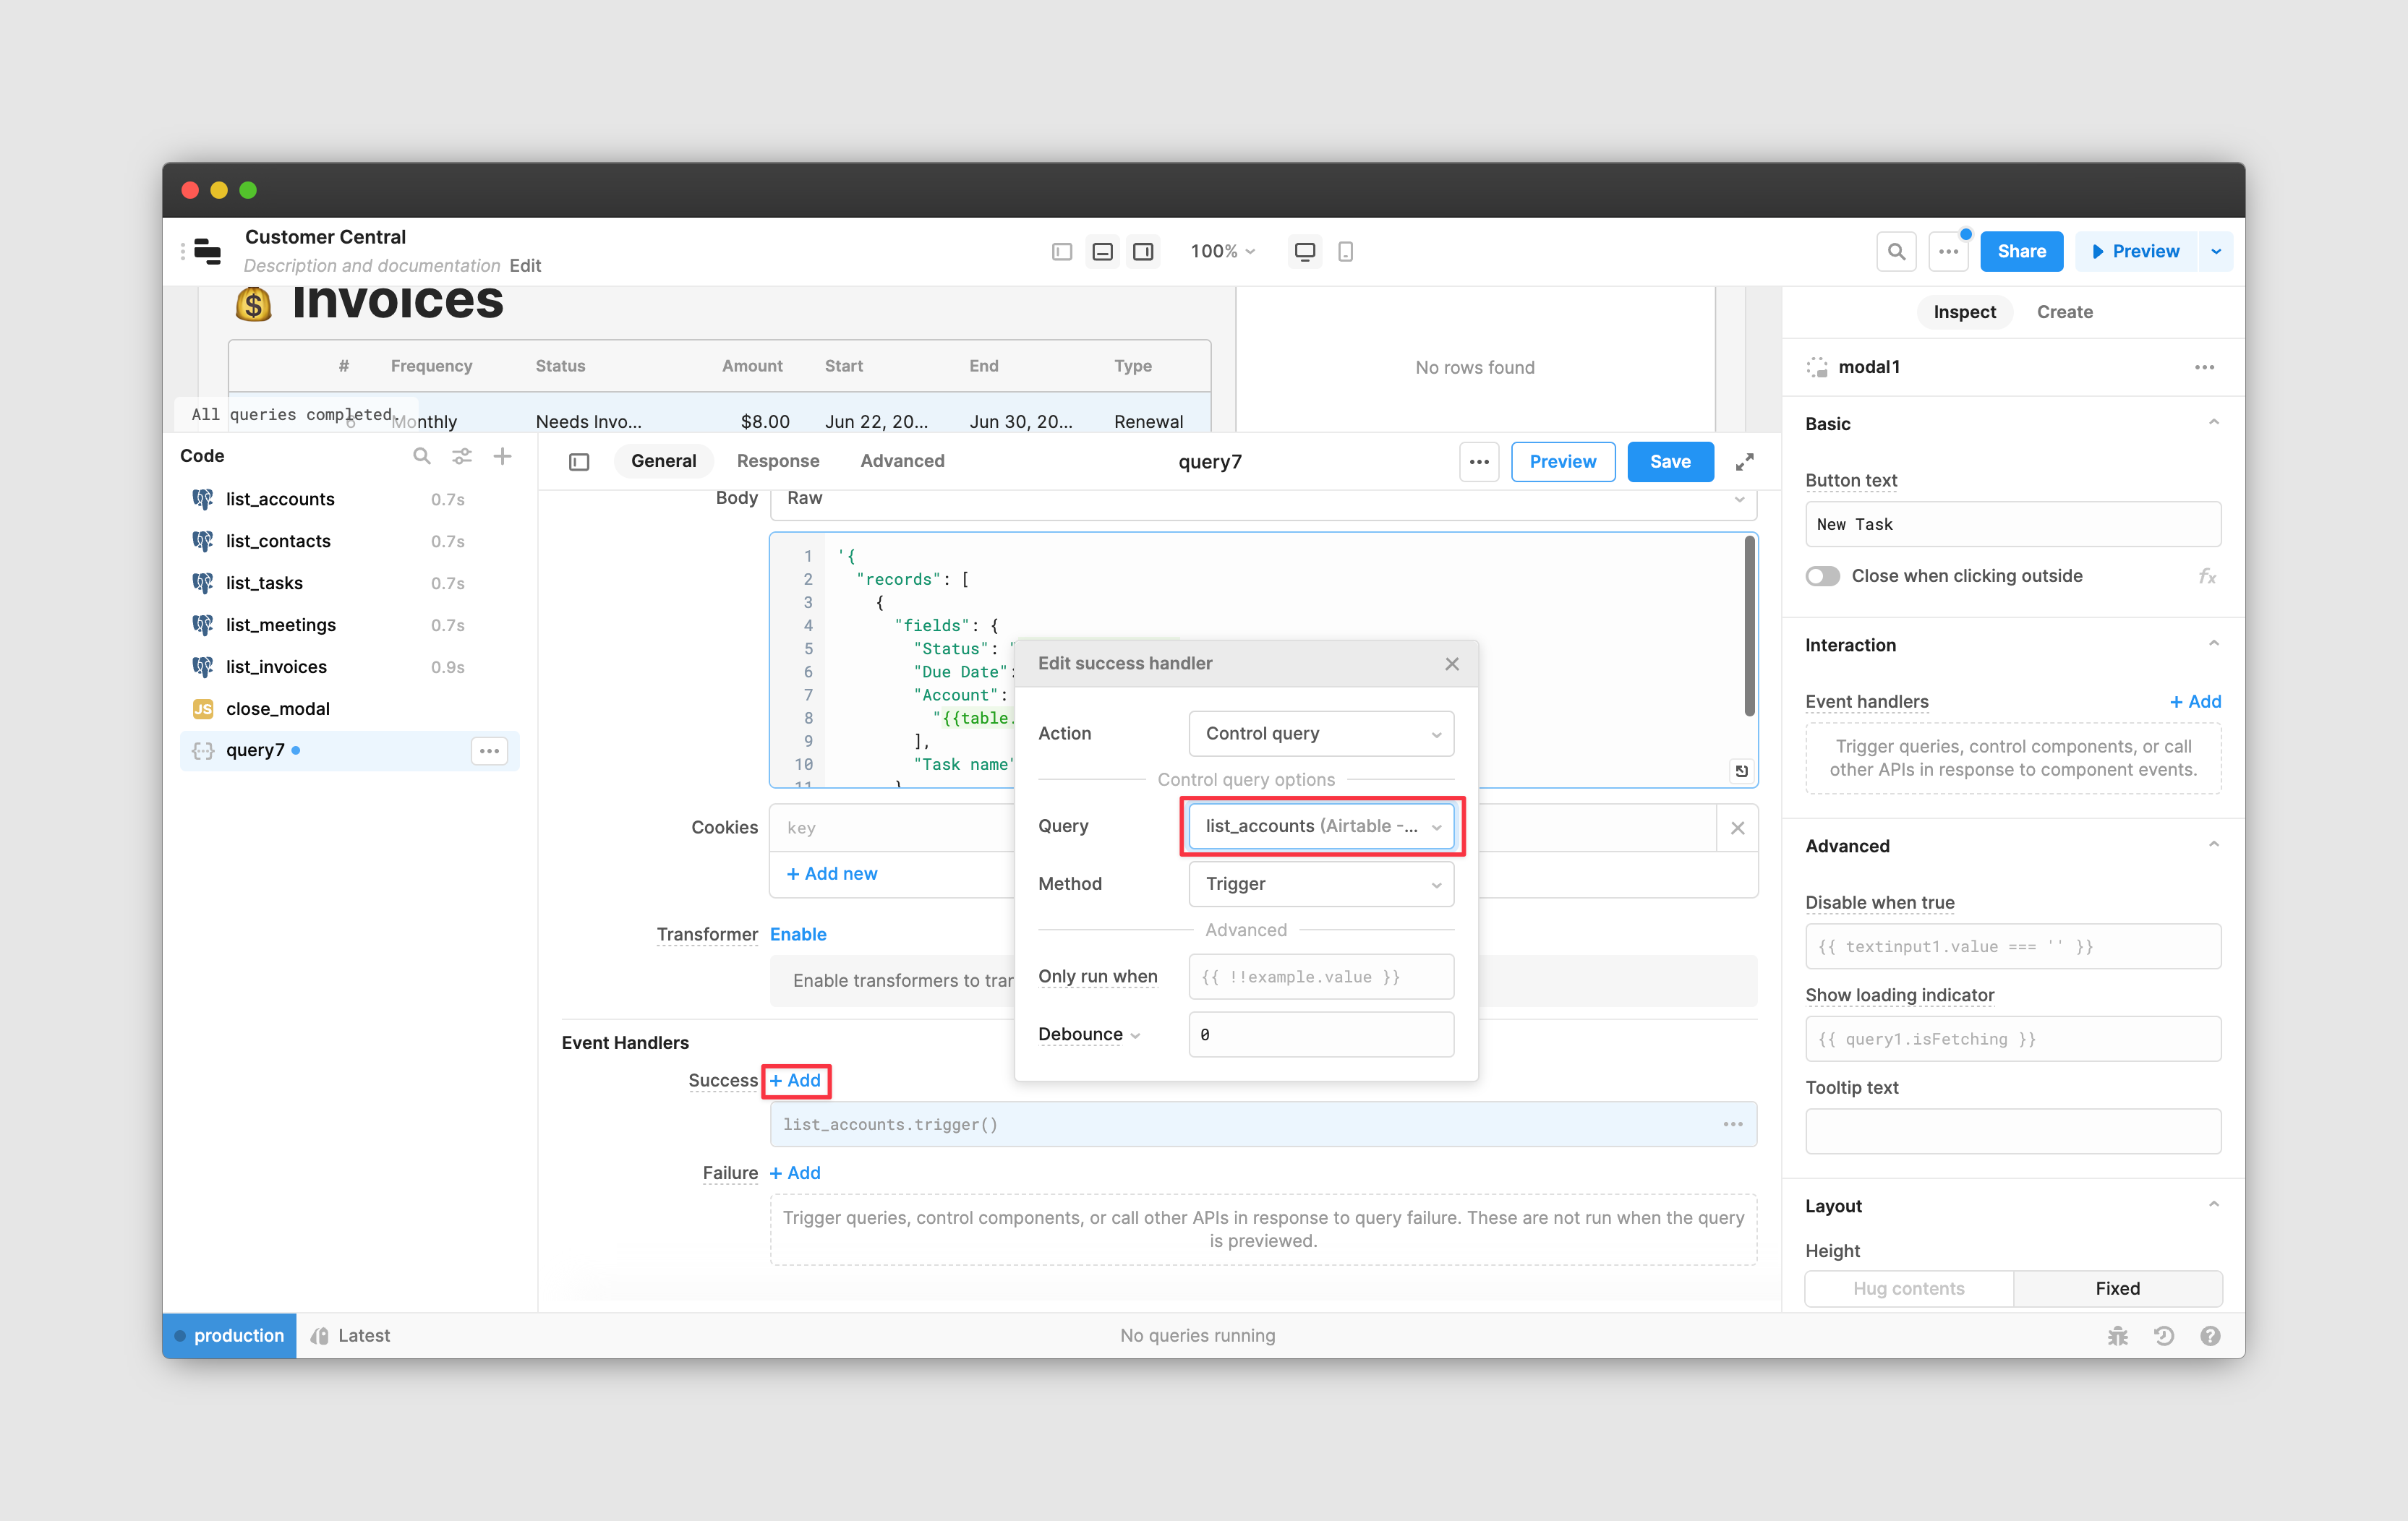 Customer Central
Description and documentation Edit
100%
Share
Preview
Invoices
# Frequency Status Amount Start End Type
6 Monthly Needs Invo... $8.00 Jun 22, 20... Jun 30, 20... Renewal
All queries completed.
No rows found
Code
list_accounts 0.7s
list_contacts 0.7s
list_tasks 0.7s
list_meetings 0.7s
list_invoices 0.9s
JS close_modal
query7
General Response Advanced
query7
Preview
Save
Body Raw
1 '{
2 "records": [
3 {
4 "fields": {
5 "Status": "
6 "Due Date":
7 "Account":
8 "{{table.
9 ],
10 "Task name"
11 }
Cookies key
+ Add new
Transformer Enable
Enable transformers to tran
Event Handlers
Success + Add
list_accounts.trigger()
Failure + Add
Trigger queries, control components, or call other APIs in response to query failure. These are not run when the query
is previewed.
Edit success handler
Action Control query
Control query options
Query list_accounts (Airtable -...
Method Trigger
Advanced
Only run when {{ !!example.value }}
Debounce 0
Inspect Create
modal1
Basic
Button text
New Task
Close when clicking outside fx
Interaction
Event handlers + Add
Trigger queries, control components, or call
other APIs in response to component events.
Advanced
Disable when true
{{ textinput1.value === '' }}
Show loading indicator
{{ query1.isFetching }}
Tooltip text
Layout
Height
Hug contents Fixed
production Latest No queries running